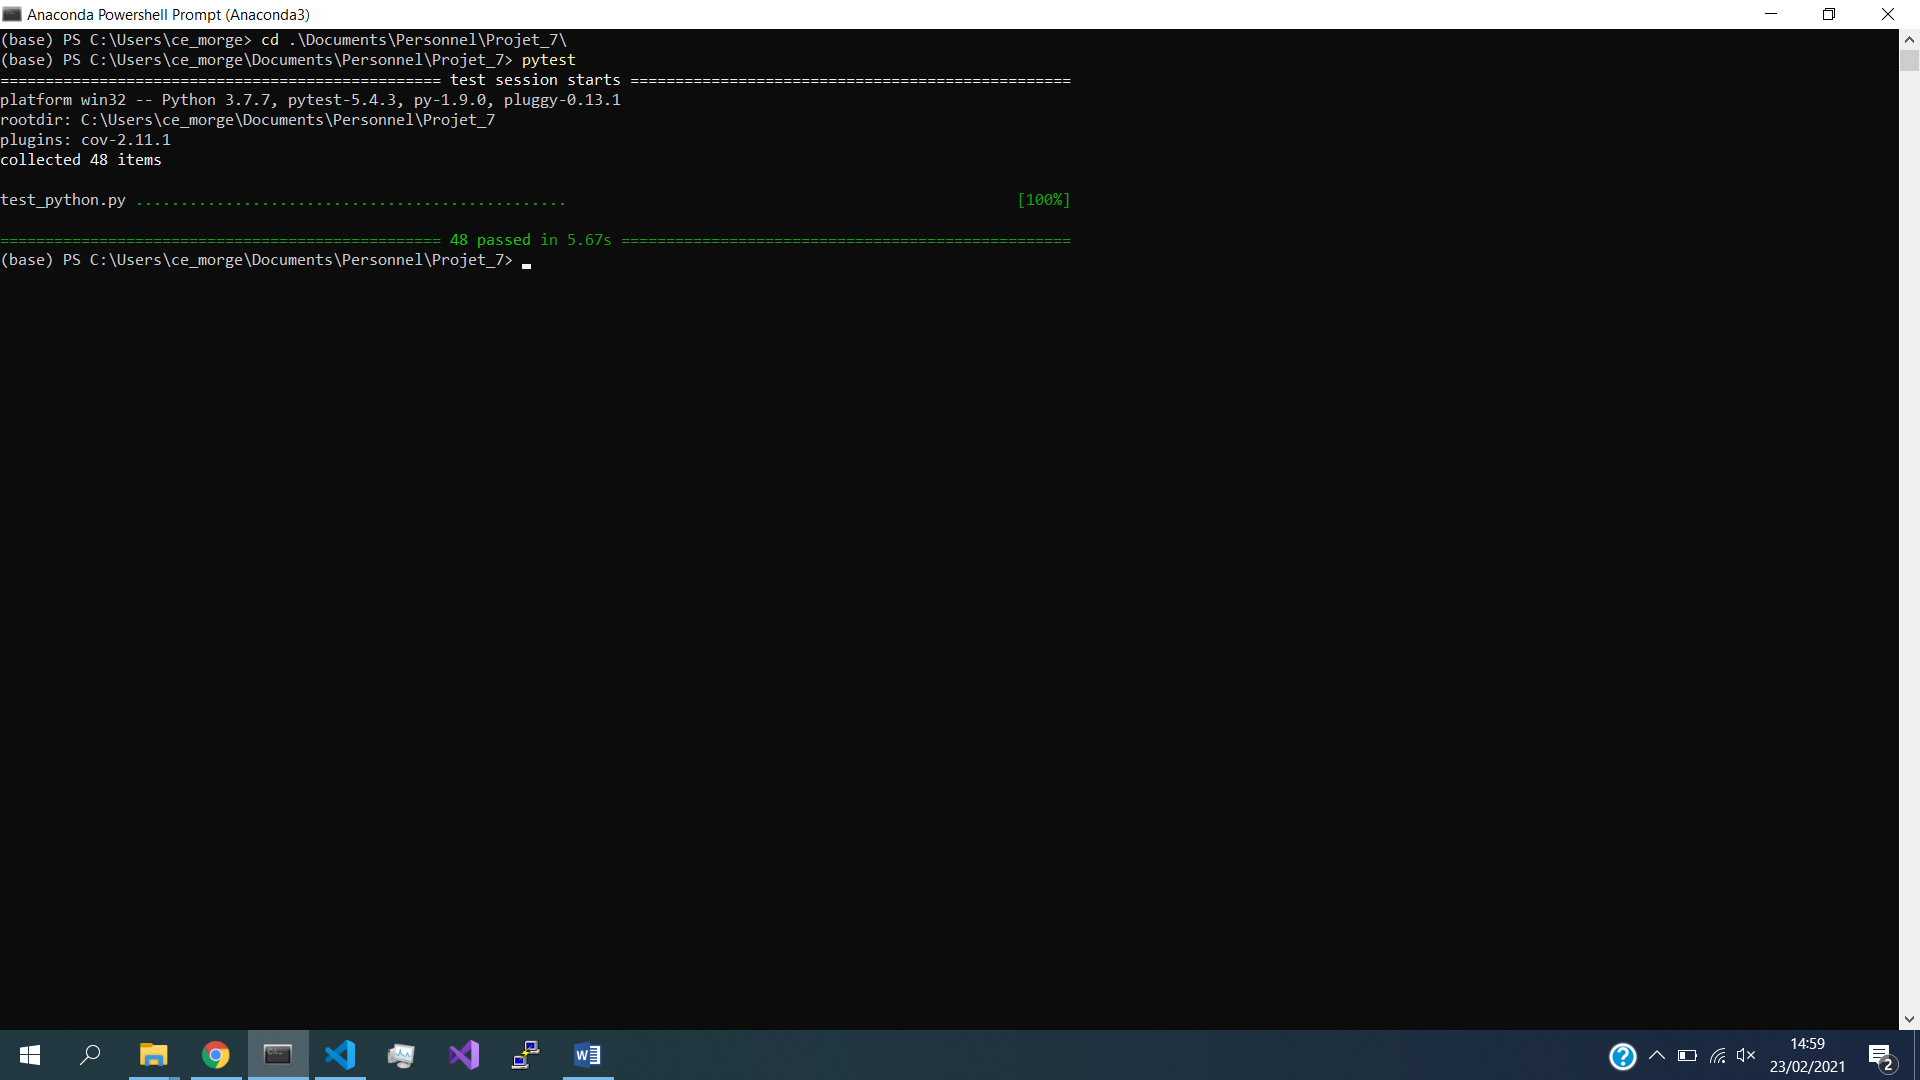 Anaconda Powershell Prompt (Anaconda3)
(base) PS C:\Users\ce_morge> cd .\Documents\Personnel\Projet_7\
(base) PS C:\Users\ce_morge\Documents\Personnel\Projet_7> pytest
================================================= test session starts =================================================
platform win32 -- Python 3.7.7, pytest-5.4.3, py-1.9.0, pluggy-0.13.1
rootdir: C:\Users\ce_morge\Documents\Personnel\Projet_7
plugins: cov-2.11.1
collected 48 items
test_python.py ................................................ [100%]
================================================= 48 passed in 5.67s ==================================================
(base) PS C:\Users\ce_morge\Documents\Personnel\Projet_7>
14:59
23/02/2021
2